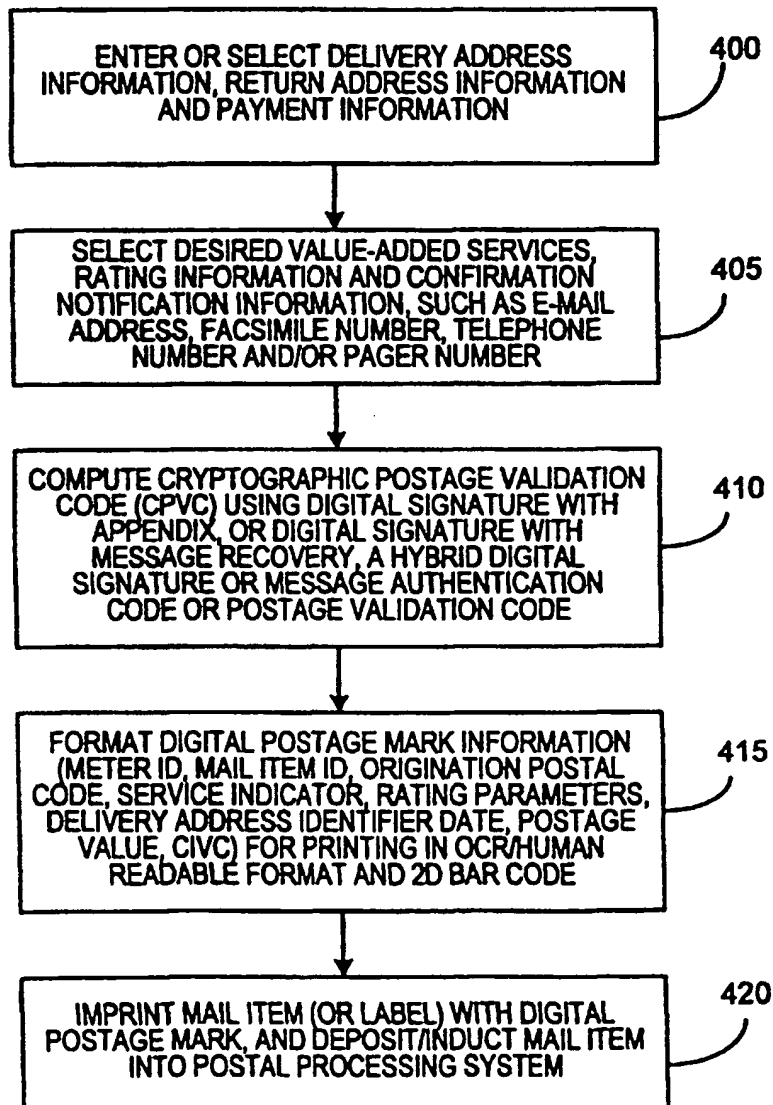 ENTER OR SELECT DELIVERY ADDRESS
INFORMATION, RETURN ADDRESS INFORMATION
AND PAYMENT INFORMATION
400
SELECT DESIRED VALUE-ADDED SERVICES,
RATING INFORMATION AND CONFIRMATION
NOTIFICATION INFORMATION, SUCH AS E-MAIL
ADDRESS, FACSIMILE NUMBER, TELEPHONE
NUMBER AND/OR PAGER NUMBER
405
COMPUTE CRYPTOGRAPHIC POSTAGE VALIDATION
CODE (CPVC) USING DIGITAL SIGNATURE WITH
APPENDIX, OR DIGITAL SIGNATURE WITH
MESSAGE RECOVERY, A HYBRID DIGITAL
SIGNATURE OR MESSAGE AUTHENTICATION
CODE OR POSTAGE VALIDATION CODE
410
FORMAT DIGITAL POSTAGE MARK INFORMATION
(METER ID, MAIL ITEM ID, ORIGINATION POSTAL
CODE, SERVICE INDICATOR, RATING PARAMETERS,
DELIVERY ADDRESS IDENTIFIER DATE, POSTAGE
VALUE, CIVC) FOR PRINTING IN OCR/HUMAN
READABLE FORMAT AND 2D BAR CODE
415
IMPRINT MAIL ITEM (OR LABEL) WITH DIGITAL
POSTAGE MARK, AND DEPOSIT/INDUCT MAIL ITEM
INTO POSTAL PROCESSING SYSTEM
420